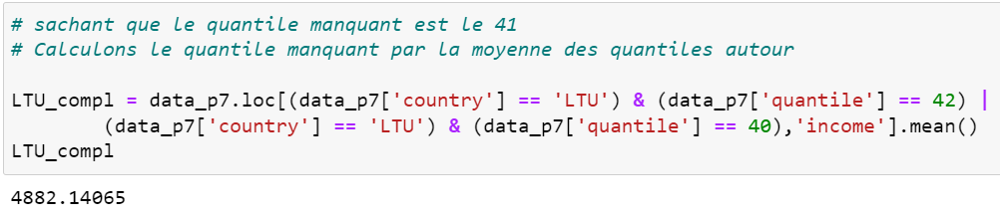 # sachant que le quantile manquant est le 41
# Calculons le quantile manquant par la moyenne des quantiles autour
LTU_compl = data_p7.loc[(data_p7['country'] == 'LTU') & (data_p7['quantile'] == 42) |
(data_p7['country'] == 'LTU') & (data_p7['quantile'] == 40),'income'].mean()
LTU_compl
4882.14065